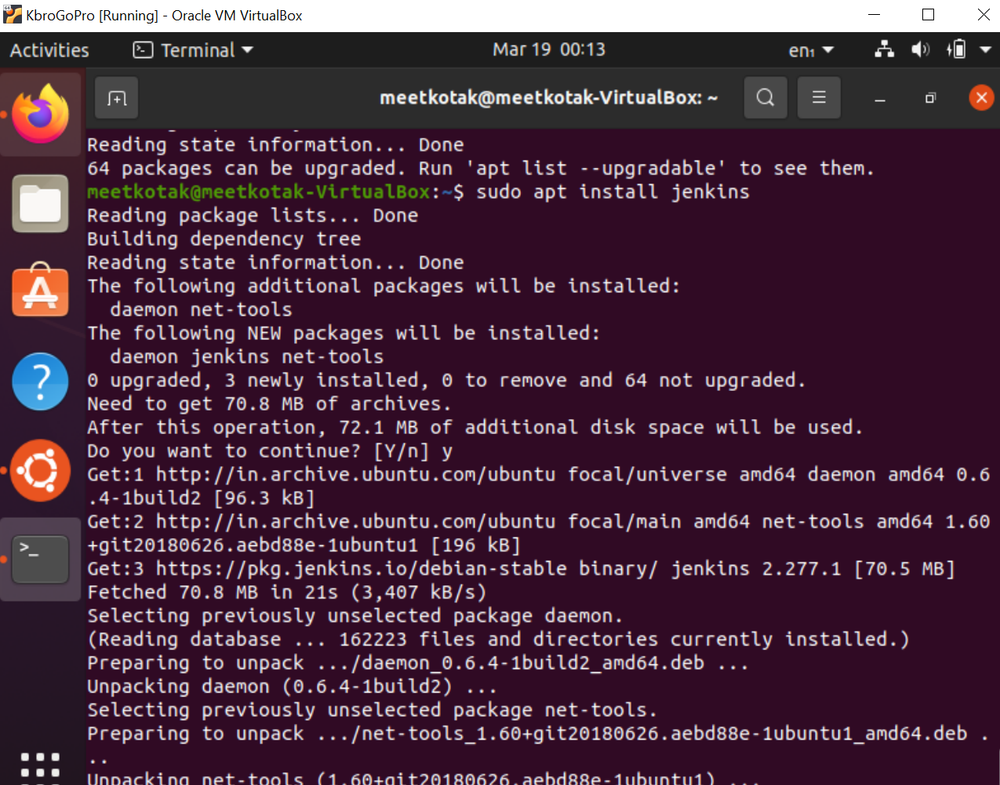 KbroGoPro [Running] - Oracle VM VirtualBox
Activities Terminal Mar 19 00:13 en₁
meetkotak@meetkotak-VirtualBox: ~
Reading state information... Done
64 packages can be upgraded. Run 'apt list --upgradable' to see them.
meetkotak@meetkotak-VirtualBox:~$ sudo apt install jenkins
Reading package lists... Done
Building dependency tree
Reading state information... Done
The following additional packages will be installed:
  daemon net-tools
The following NEW packages will be installed:
  daemon jenkins net-tools
0 upgraded, 3 newly installed, 0 to remove and 64 not upgraded.
Need to get 70.8 MB of archives.
After this operation, 72.1 MB of additional disk space will be used.
Do you want to continue? [Y/n] y
Get:1 http://in.archive.ubuntu.com/ubuntu focal/universe amd64 daemon amd64 0.6
.4-1build2 [96.3 kB]
Get:2 http://in.archive.ubuntu.com/ubuntu focal/main amd64 net-tools amd64 1.60
+git20180626.aebd88e-1ubuntu1 [196 kB]
Get:3 https://pkg.jenkins.io/debian-stable binary/ jenkins 2.277.1 [70.5 MB]
Fetched 70.8 MB in 21s (3,407 kB/s)
Selecting previously unselected package daemon.
(Reading database ... 162223 files and directories currently installed.)
Preparing to unpack .../daemon_0.6.4-1build2_amd64.deb ...
Unpacking daemon (0.6.4-1build2) ...
Selecting previously unselected package net-tools.
Preparing to unpack .../net-tools_1.60+git20180626.aebd88e-1ubuntu1_amd64.deb .
..
Unpacking net-tools (1.60+git20180626.aebd88e-1ubuntu1) ...